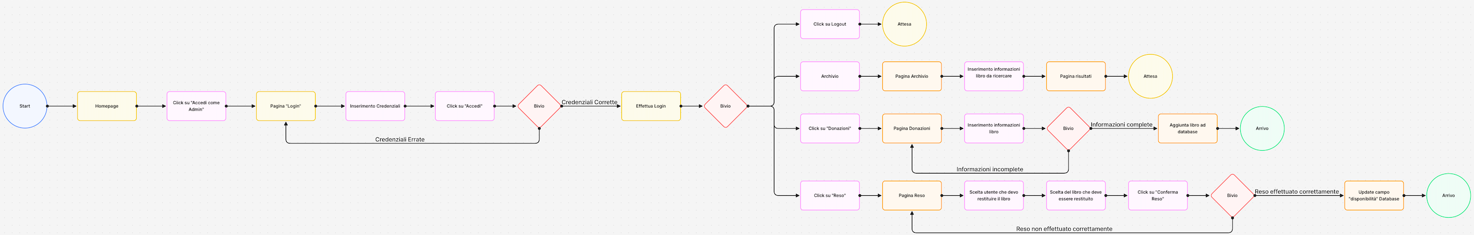 Start
Homepage
Click su "Accedi come
Admin"
Pagina "Login"
Inserimento Credenziali
Click su "Accedi"
Bivio
Credenziali Corrette
Credenziali Errate
Effettua Login
Bivio
Click su Logout
Attesa
Archivio
Pagina Archivio
Inserimento informazioni
libro da ricercare
Pagina risultati
Attesa
Click su "Donazioni"
Pagina Donazioni
Inserimento informazioni
libro
Bivio
Informazioni complete
Informazioni incomplete
Aggiunta libro ad
database
Arrivo
Click su "Reso"
Pagina Reso
Scelta utente che devo
restituire il libro
Scelta del libro che deve
essere restituito
Click su "Conferma
Reso"
Bivio
Reso effettuato correttamente
Reso non effettuato correttamente
Update campo
"disponibilità" Database
Arrivo